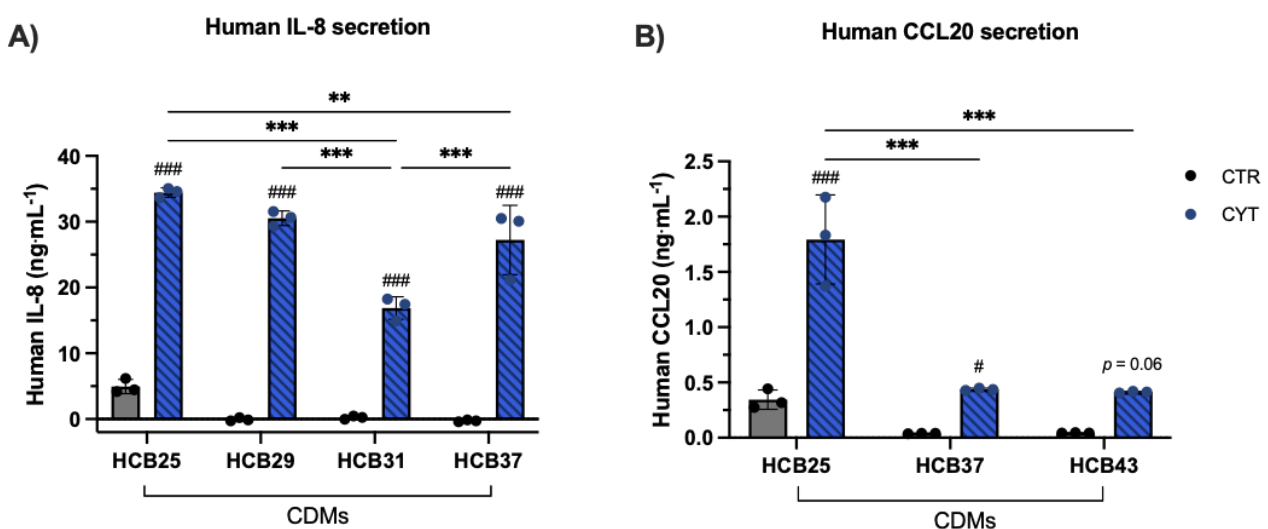 A)
Human IL-8 secretion
**
***
*** ***
###
###
###
###
Human IL-8 (ng·mL⁻¹)
40
30
20
10
0
HCB25 HCB29 HCB31 HCB37
CDMs
B)
Human CCL20 secretion
***
***
###
#
p = 0.06
Human CCL20 (ng·mL⁻¹)
2.5
2.0
1.5
1.0
0.5
0.0
HCB25 HCB37 HCB43
CDMs
CTR
CYT